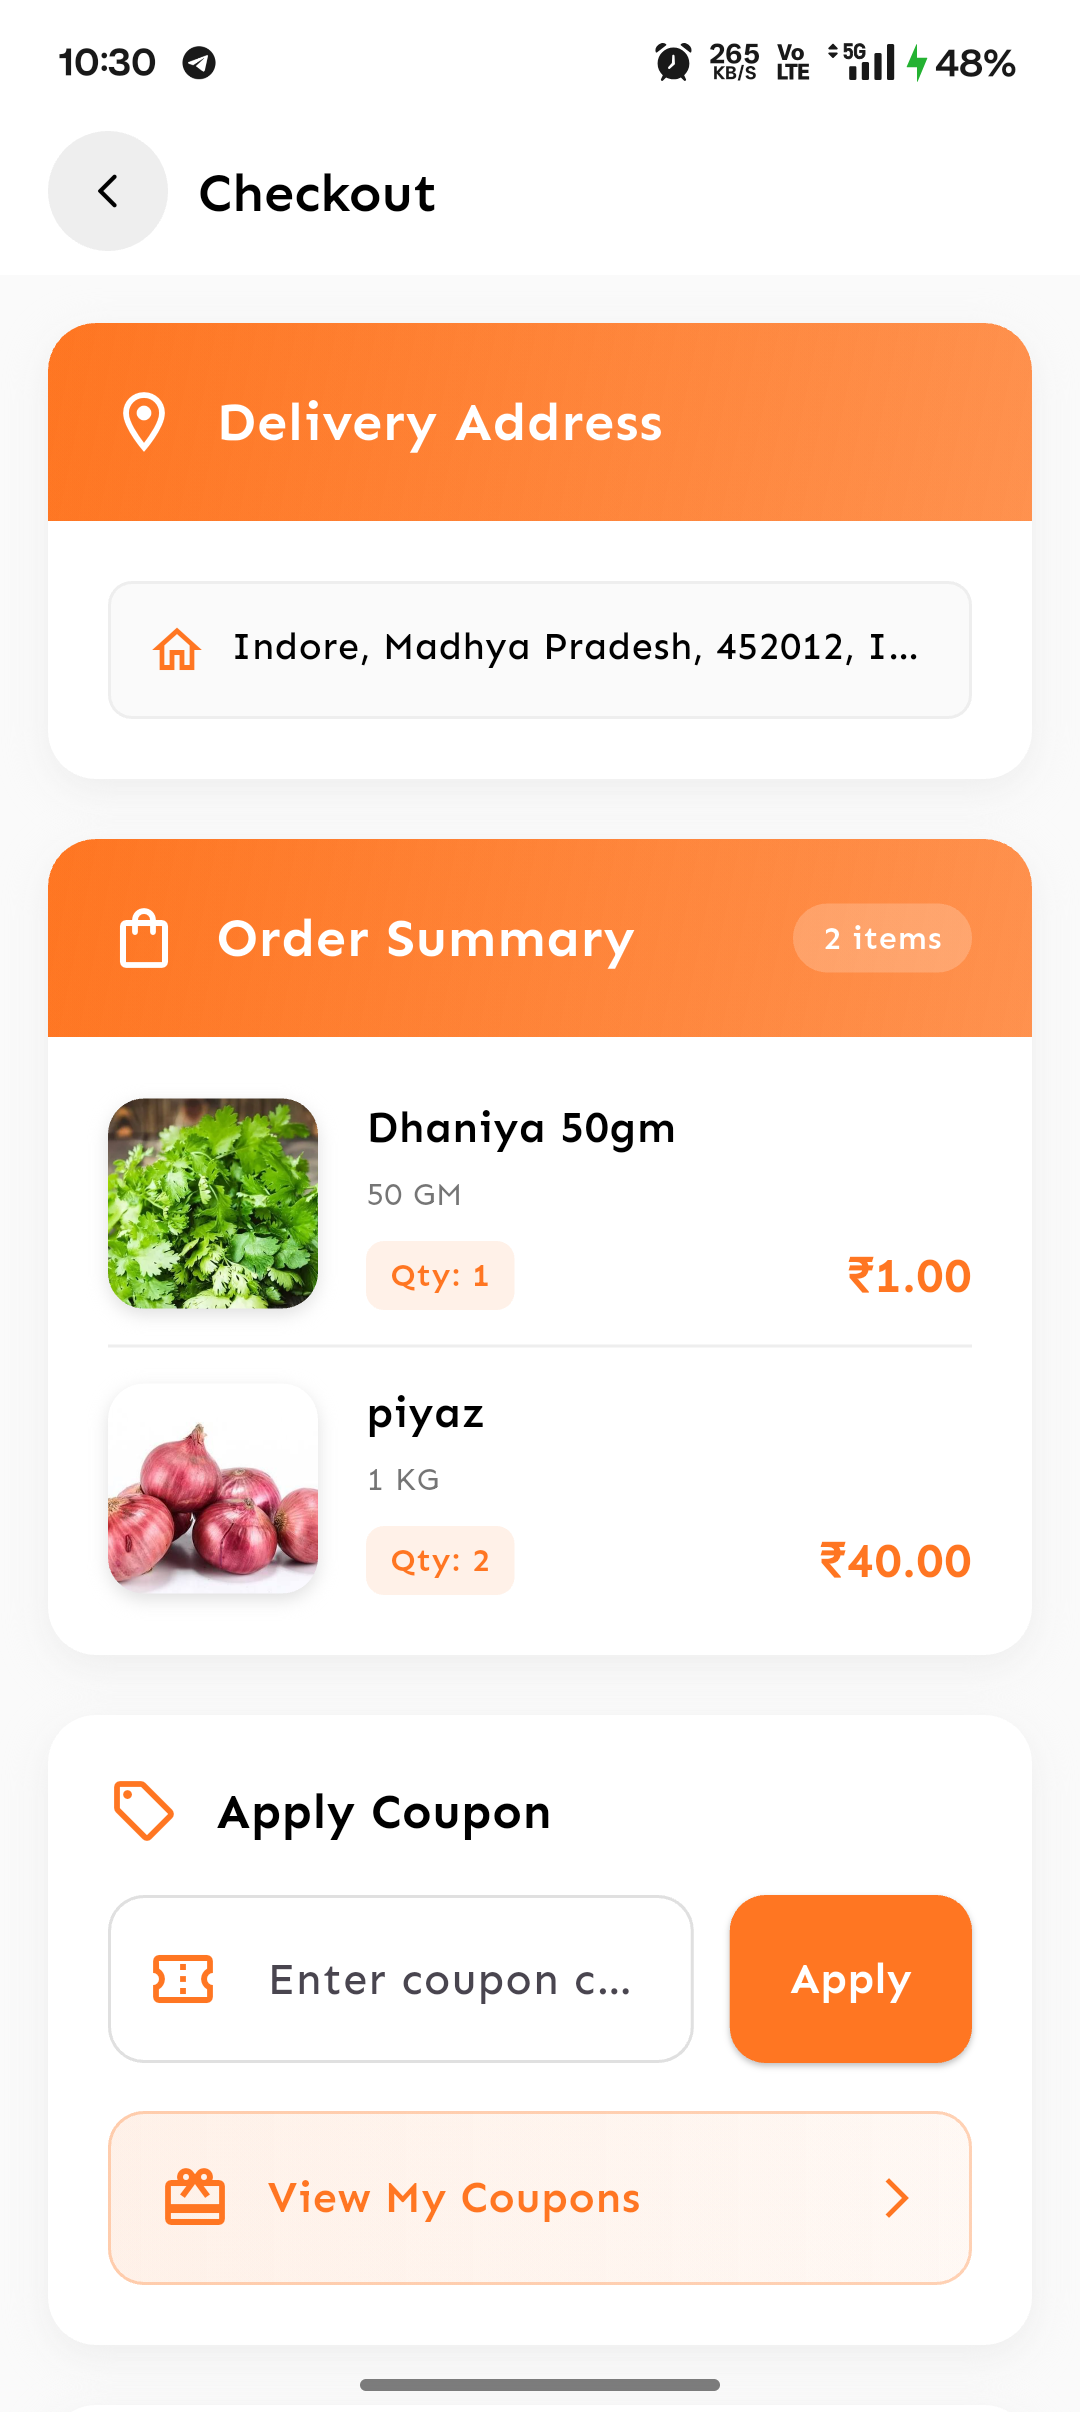 10:30 265 KB/S Vo LTE 5G 48%
Checkout
Delivery Address
Indore, Madhya Pradesh, 452012, I...
Order Summary 2 items
Dhaniya 50gm
50 GM
Qty: 1 ₹1.00
piyaz
1 KG
Qty: 2 ₹40.00
Apply Coupon
Enter coupon c... Apply
View My Coupons